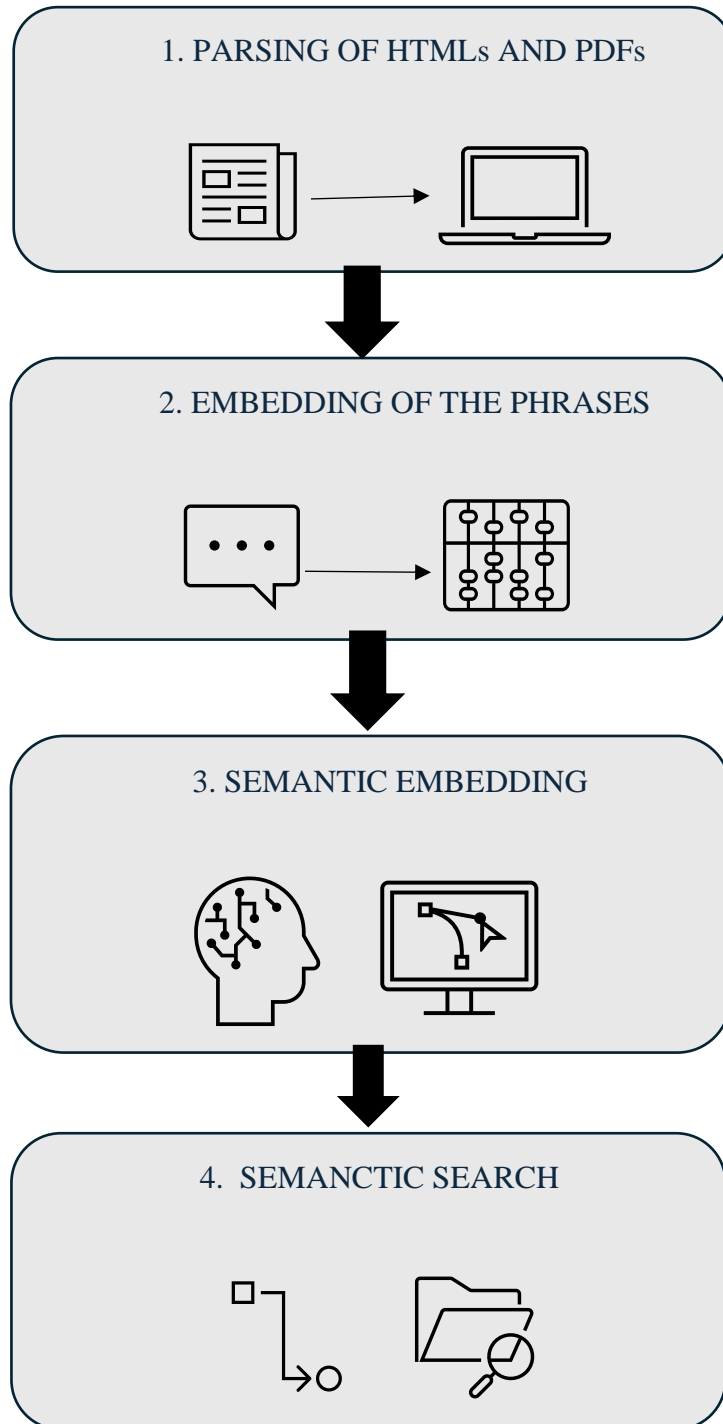 1. PARSING OF HTMLs AND PDFs
2. EMBEDDING OF THE PHRASES
3. SEMANTIC EMBEDDING
4. SEMANCTIC SEARCH